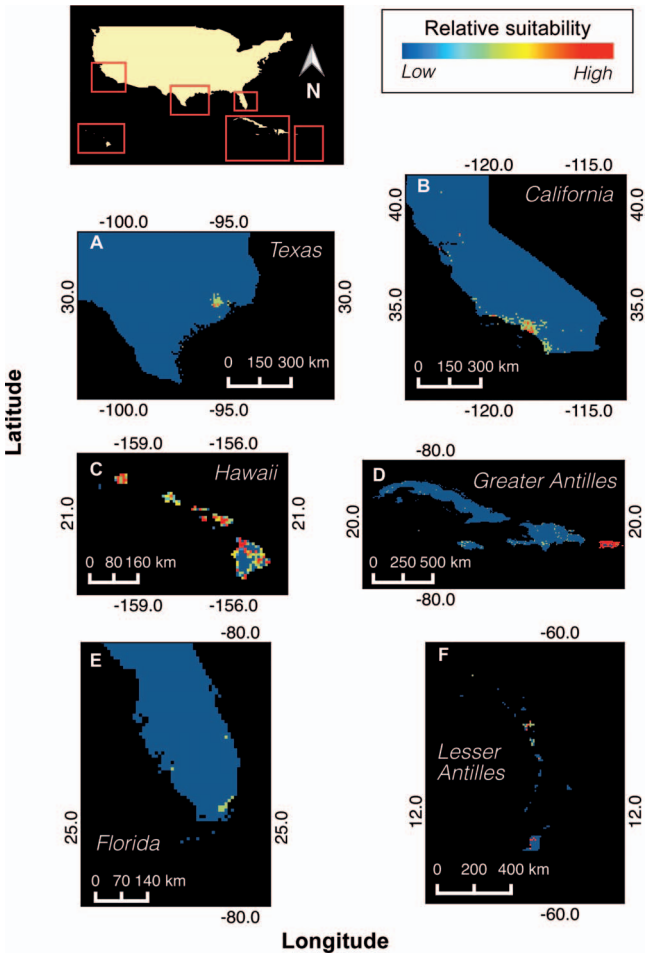 Relative suitability
Low High
N
-120.0 -115.0
B California
40.0 40.0
35.0 35.0
0 150 300 km
-120.0 -115.0
-100.0 -95.0
A Texas
30.0 30.0
0 150 300 km
-100.0 -95.0
Latitude
-159.0 -156.0
C Hawaii
21.0 21.0
0 80 160 km
-159.0 -156.0
-80.0
D Greater Antilles
20.0 20.0
0 250 500 km
-80.0
-80.0
E
25.0 25.0
Florida
0 70 140 km
-80.0
-60.0
F
Lesser
Antilles
12.0 12.0
0 200 400 km
-60.0
Longitude